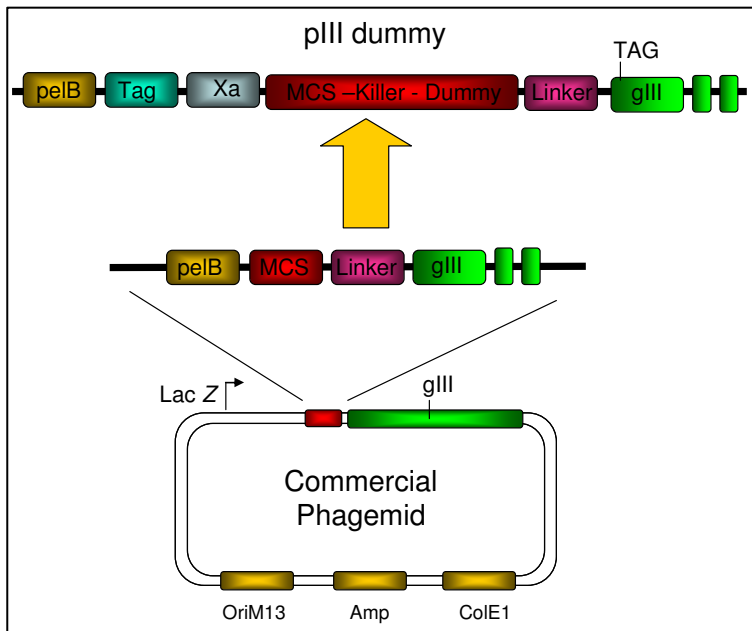 pIII dummy
TAG
pelB Tag Xa MCS –Killer - Dummy Linker gIII
pelB MCS Linker gIII
Lac Z
gIII
Commercial
Phagemid
OriM13 Amp ColE1